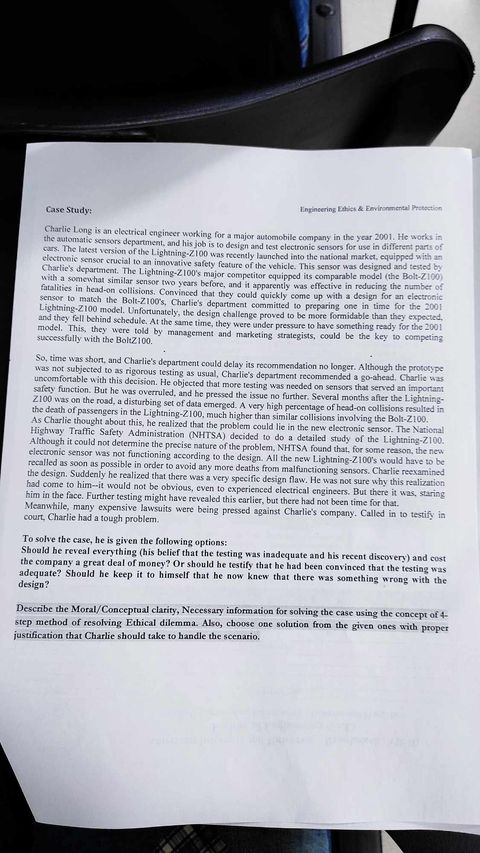 Case Study: Engineering Ethics & Environmental Protection
Charlie Long is an electrical engineer working for a major automobile company in the year 2001. He works in
the automatic sensors department, and his job is to design and test electronic sensors for use in different parts of
cars. The latest version of the Lightning-Z100 was recently launched into the national market, equipped with an
electronic sensor crucial to an innovative safety feature of the vehicle. This sensor was designed and tested by
Charlie's department. The Lightning-Z100's major competitor equipped its comparable model (the Bolt-Z100)
with a somewhat similar sensor two years before, and it apparently was effective in reducing the number of
fatalities in head-on collisions. Convinced that they could quickly come up with a design for an electronic
sensor to match the Bolt-Z100's, Charlie's department committed to preparing one in time for the 2001
Lightning-Z100 model. Unfortunately, the design challenge proved to be more formidable than they expected,
and they fell behind schedule. At the same time, they were under pressure to have something ready for the 2001
model. This, they were told by management and marketing strategists, could be the key to competing
successfully with the BoltZ100.
So, time was short, and Charlie's department could delay its recommendation no longer. Although the prototype
was not subjected to as rigorous testing as usual, Charlie's department recommended a go-ahead. Charlie was
uncomfortable with this decision. He objected that more testing was needed on sensors that served an important
safety function. But he was overruled, and he pressed the issue no further. Several months after the Lightning-
Z100 was on the road, a disturbing set of data emerged. A very high percentage of head-on collisions resulted in
the death of passengers in the Lightning-Z100, much higher than similar collisions involving the Bolt-Z100.
As Charlie thought about this, he realized that the problem could lie in the new electronic sensor. The National
Highway Traffic Safety Administration (NHTSA) decided to do a detailed study of the Lightning-Z100.
Although it could not determine the precise nature of the problem, NHTSA found that, for some reason, the new
electronic sensor was not functioning according to the design. All the new Lightning-Z100's would have to be
recalled as soon as possible in order to avoid any more deaths from malfunctioning sensors. Charlie reexamined
the design. Suddenly he realized that there was a very specific design flaw. He was not sure why this realization
had come to him--it would not be obvious, even to experienced electrical engineers. But there it was, staring
him in the face. Further testing might have revealed this earlier, but there had not been time for that.
Meanwhile, many expensive lawsuits were being pressed against Charlie's company. Called in to testify in
court, Charlie had a tough problem.
To solve the case, he is given the following options:
Should he reveal everything (his belief that the testing was inadequate and his recent discovery) and cost
the company a great deal of money? Or should he testify that he had been convinced that the testing was
adequate? Should he keep it to himself that he now knew that there was something wrong with the
design?
Describe the Moral/Conceptual clarity, Necessary information for solving the case using the concept of 4-
step method of resolving Ethical dilemma. Also, choose one solution from the given ones with proper
justification that Charlie should take to handle the scenario.